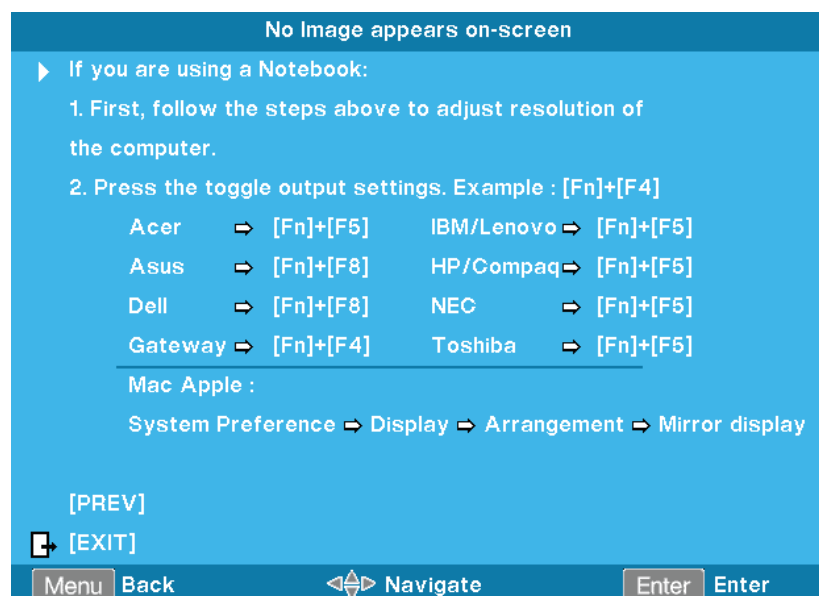 No Image appears on-screen
If you are using a Notebook:
1. First, follow the steps above to adjust resolution of
the computer.
2. Press the toggle output settings. Example : [Fn]+[F4]
Acer ⇨ [Fn]+[F5] IBM/Lenovo ⇨ [Fn]+[F5]
Asus ⇨ [Fn]+[F8] HP/Compaq ⇨ [Fn]+[F5]
Dell ⇨ [Fn]+[F8] NEC ⇨ [Fn]+[F5]
Gateway ⇨ [Fn]+[F4] Toshiba ⇨ [Fn]+[F5]
Mac Apple :
System Preference ⇨ Display ⇨ Arrangement ⇨ Mirror display
[PREV]
[EXIT]
Menu Back Navigate Enter Enter